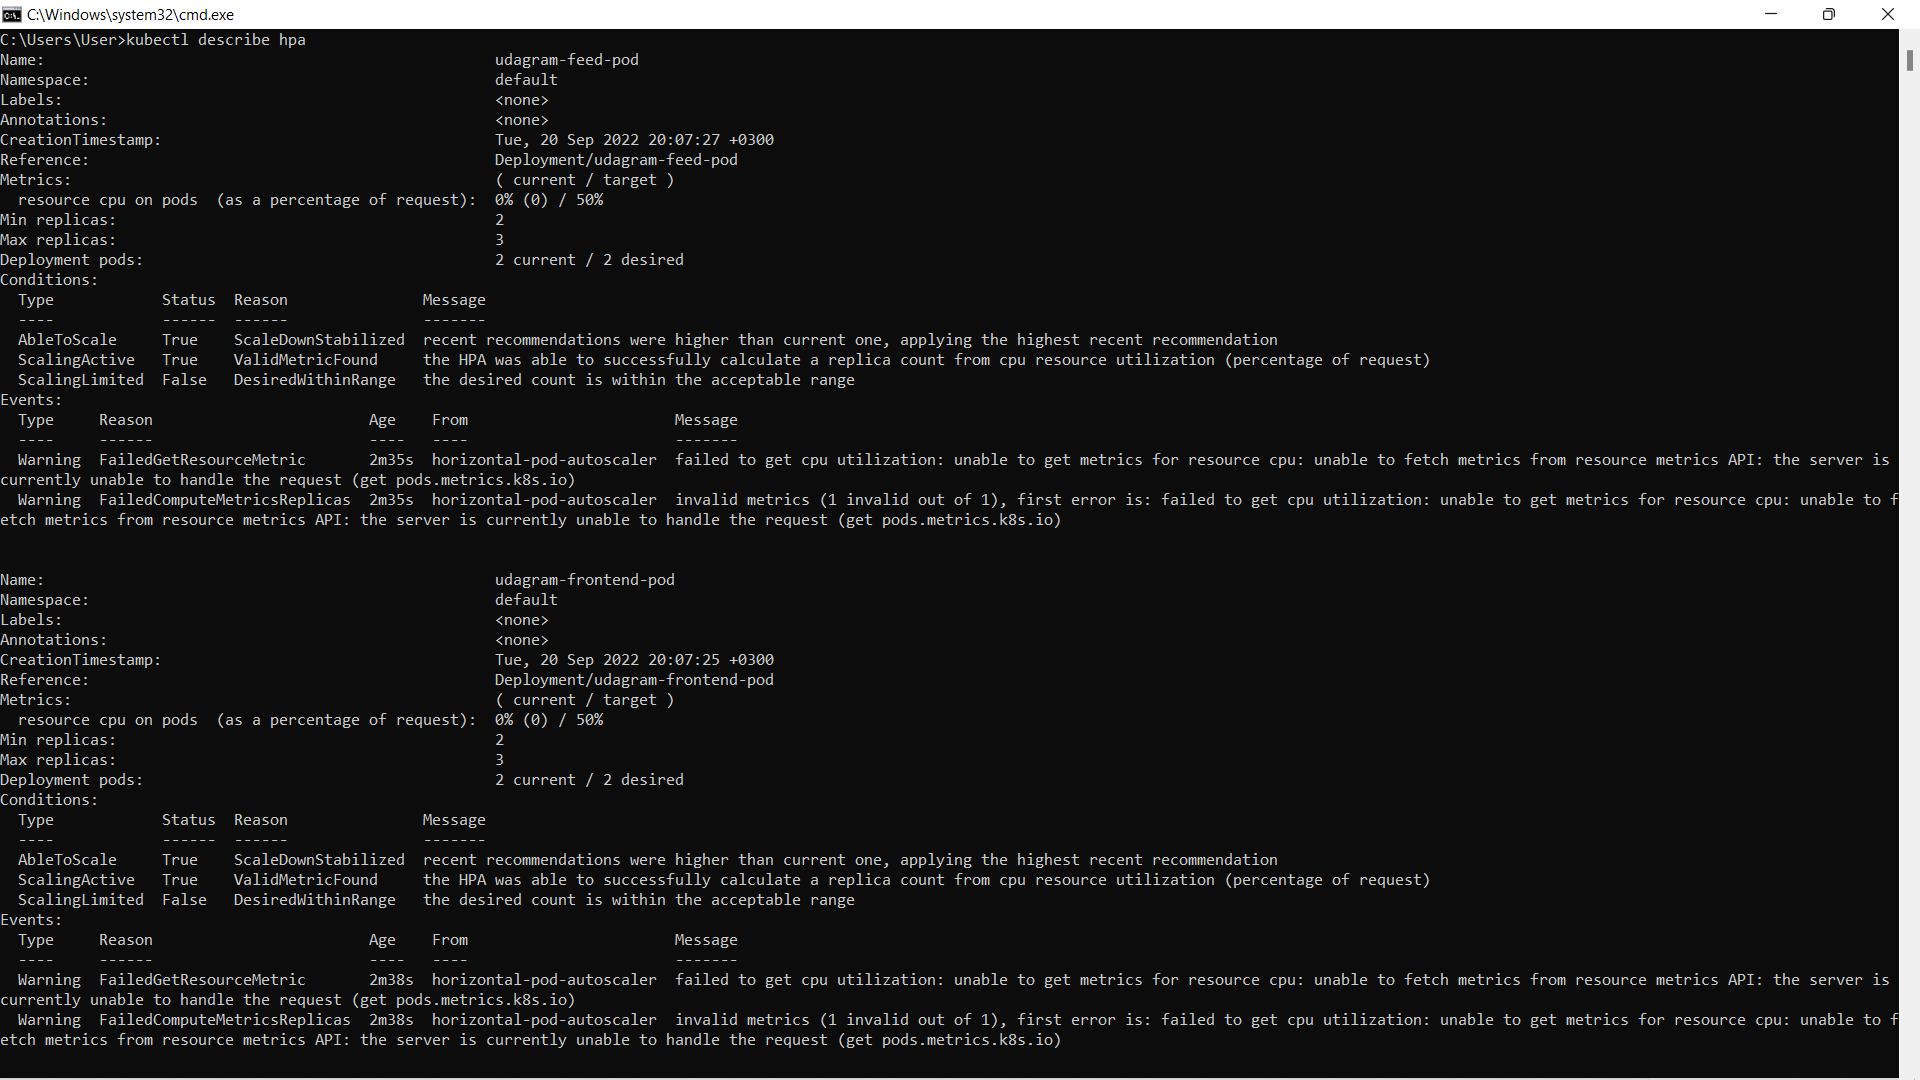 C:\Windows\system32\cmd.exe
C:\Users\User>kubectl describe hpa
Name:                                                  udagram-feed-pod
Namespace:                                             default
Labels:                                                <none>
Annotations:                                           <none>
CreationTimestamp:                                     Tue, 20 Sep 2022 20:07:27 +0300
Reference:                                             Deployment/udagram-feed-pod
Metrics:                                               ( current / target )
  resource cpu on pods  (as a percentage of request):  0% (0) / 50%
Min replicas:                                          2
Max replicas:                                          3
Deployment pods:                                       2 current / 2 desired
Conditions:
  Type            Status  Reason               Message
  ----            ------  ------               -------
  AbleToScale     True    ScaleDownStabilized  recent recommendations were higher than current one, applying the highest recent recommendation
  ScalingActive   True    ValidMetricFound     the HPA was able to successfully calculate a replica count from cpu resource utilization (percentage of request)
  ScalingLimited  False   DesiredWithinRange   the desired count is within the acceptable range
Events:
  Type     Reason                        Age    From                       Message
  ----     ------                        ----   ----                       -------
  Warning  FailedGetResourceMetric       2m35s  horizontal-pod-autoscaler  failed to get cpu utilization: unable to get metrics for resource cpu: unable to fetch metrics from resource metrics API: the server is
currently unable to handle the request (get pods.metrics.k8s.io)
  Warning  FailedComputeMetricsReplicas  2m35s  horizontal-pod-autoscaler  invalid metrics (1 invalid out of 1), first error is: failed to get cpu utilization: unable to get metrics for resource cpu: unable to f
etch metrics from resource metrics API: the server is currently unable to handle the request (get pods.metrics.k8s.io)
Name:                                                  udagram-frontend-pod
Namespace:                                             default
Labels:                                                <none>
Annotations:                                           <none>
CreationTimestamp:                                     Tue, 20 Sep 2022 20:07:25 +0300
Reference:                                             Deployment/udagram-frontend-pod
Metrics:                                               ( current / target )
  resource cpu on pods  (as a percentage of request):  0% (0) / 50%
Min replicas:                                          2
Max replicas:                                          3
Deployment pods:                                       2 current / 2 desired
Conditions:
  Type            Status  Reason               Message
  ----            ------  ------               -------
  AbleToScale     True    ScaleDownStabilized  recent recommendations were higher than current one, applying the highest recent recommendation
  ScalingActive   True    ValidMetricFound     the HPA was able to successfully calculate a replica count from cpu resource utilization (percentage of request)
  ScalingLimited  False   DesiredWithinRange   the desired count is within the acceptable range
Events:
  Type     Reason                        Age    From                       Message
  ----     ------                        ----   ----                       -------
  Warning  FailedGetResourceMetric       2m38s  horizontal-pod-autoscaler  failed to get cpu utilization: unable to get metrics for resource cpu: unable to fetch metrics from resource metrics API: the server is
currently unable to handle the request (get pods.metrics.k8s.io)
  Warning  FailedComputeMetricsReplicas  2m38s  horizontal-pod-autoscaler  invalid metrics (1 invalid out of 1), first error is: failed to get cpu utilization: unable to get metrics for resource cpu: unable to f
etch metrics from resource metrics API: the server is currently unable to handle the request (get pods.metrics.k8s.io)